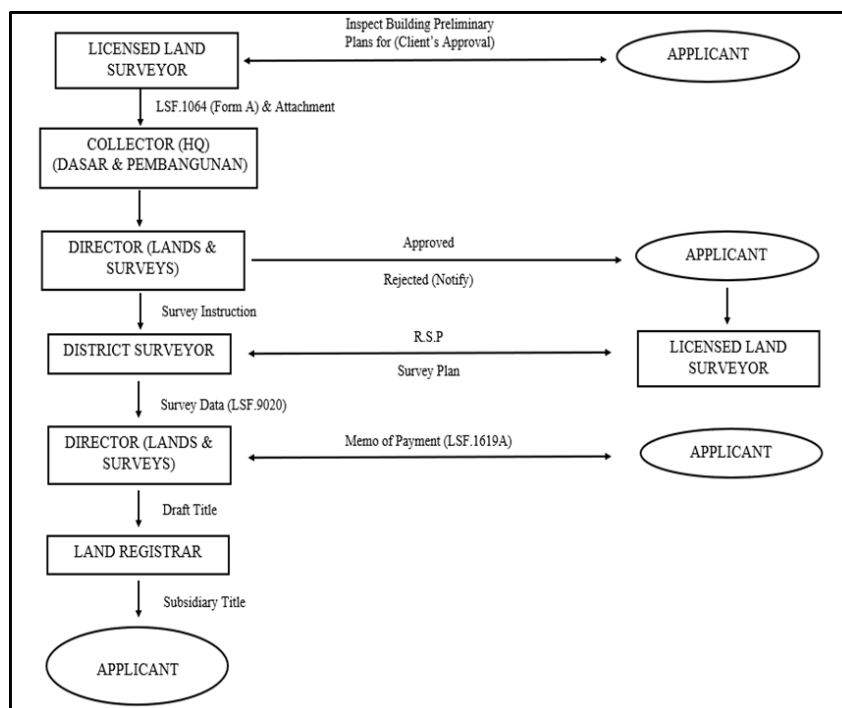 Inspect Building Preliminary
Plans for (Client's Approval)
LICENSED LAND
SURVEYOR
APPLICANT
LSF.1064 (Form A) & Attachment
COLLECTOR (HQ)
(DASAR & PEMBANGUNAN)
DIRECTOR (LANDS &
SURVEYS)
Approved
Rejected (Notify)
APPLICANT
Survey Instruction
DISTRICT SURVEYOR
R.S.P
Survey Plan
LICENSED LAND
SURVEYOR
Survey Data (LSF.9020)
DIRECTOR (LANDS &
SURVEYS)
Memo of Payment (LSF.1619A)
APPLICANT
Draft Title
LAND REGISTRAR
Subsidiary Title
APPLICANT